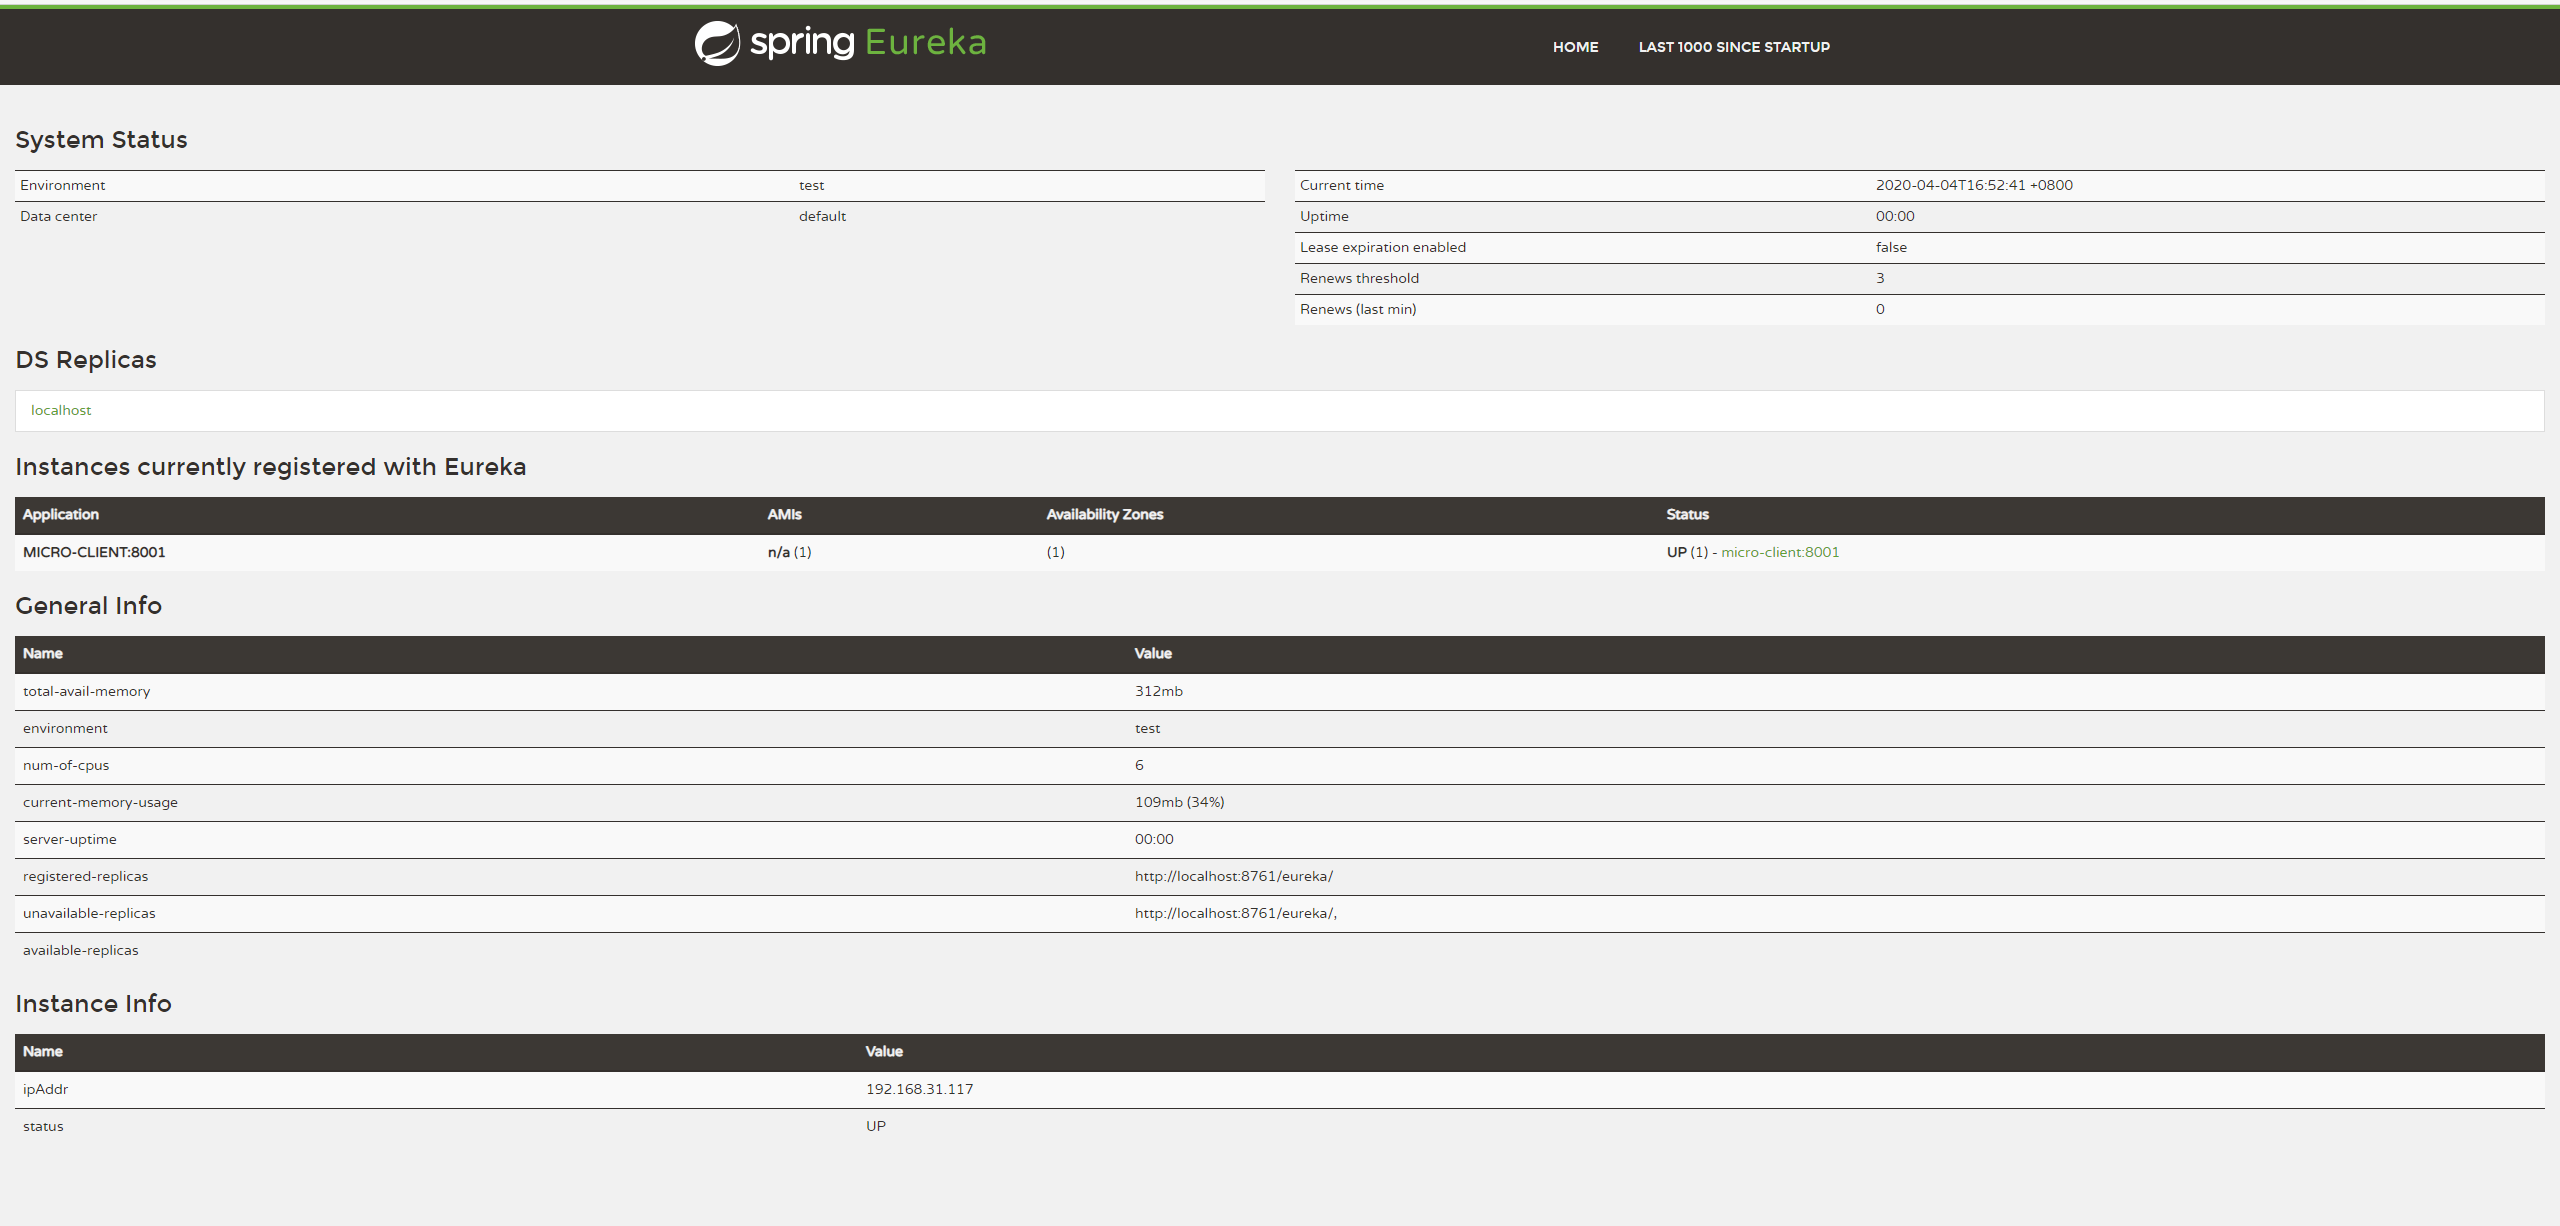 spring Eureka
HOME LAST 1000 SINCE STARTUP
System Status
Environment test
Data center default
Current time 2020-04-04T16:52:41 +0800
Uptime 00:00
Lease expiration enabled false
Renews threshold 3
Renews (last min) 0
DS Replicas
localhost
Instances currently registered with Eureka
Application AMIs Availability Zones Status
MICRO-CLIENT:8001 n/a (1) (1) UP (1) - micro-client:8001
General Info
Name Value
total-avail-memory 312mb
environment test
num-of-cpus 6
current-memory-usage 109mb (34%)
server-uptime 00:00
registered-replicas http://localhost:8761/eureka/
unavailable-replicas http://localhost:8761/eureka/,
available-replicas
Instance Info
Name Value
ipAddr 192.168.31.117
status UP